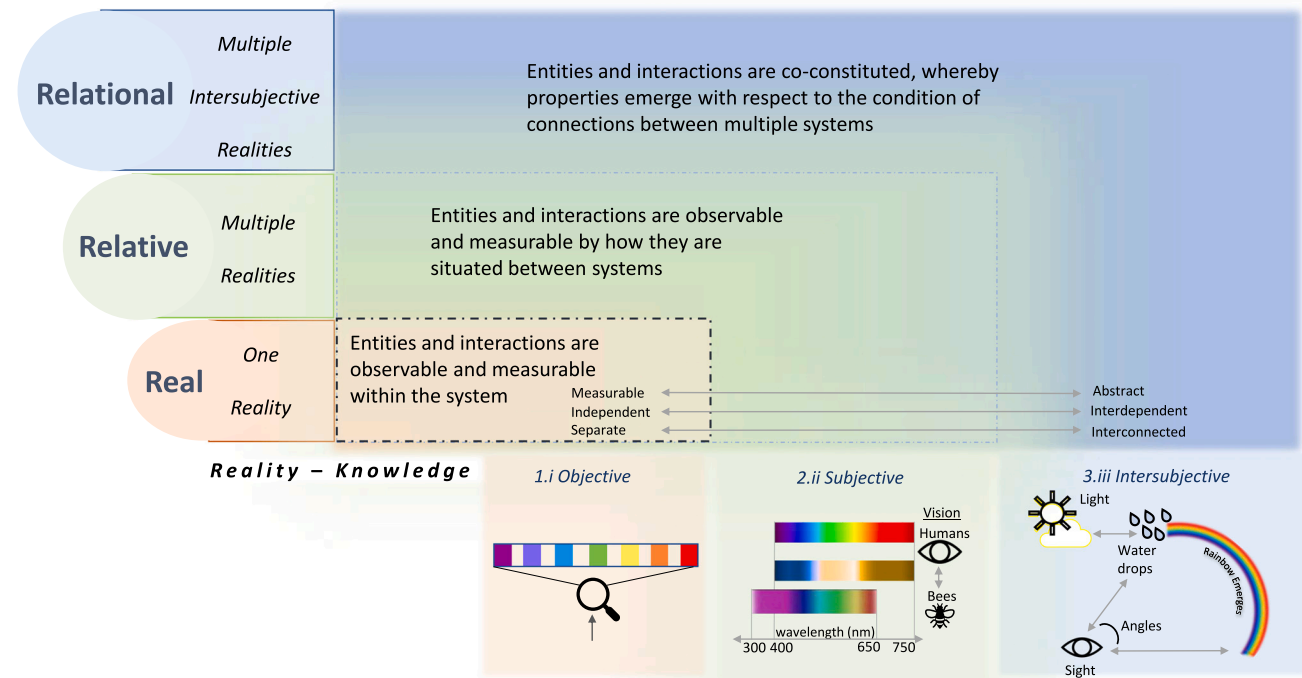 Relational
Multiple
Intersubjective
Realities
Entities and interactions are co-constituted, whereby
properties emerge with respect to the condition of
connections between multiple systems
Relative
Multiple
Realities
Entities and interactions are observable
and measurable by how they are
situated between systems
Real
One
Reality
Entities and interactions are
observable and measurable
within the system
Measurable
Abstract
Independent
Interdependent
Separate
Interconnected
Reality – Knowledge
1.i Objective
2.ii Subjective
Vision
Humans
Bees
wavelength (nm)
300 400 650 750
3.iii Intersubjective
Light
Water
drops
Rainbow Emerges
Angles
Sight